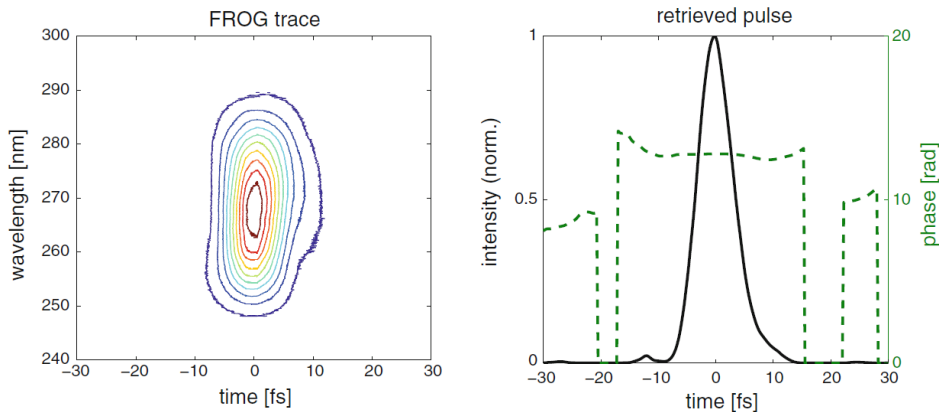 FROG trace
300
290
280
270
260
250
240
wavelength [nm]
−30 −20 −10 0 10 20 30
time [fs]
retrieved pulse
1
0.5
0
intensity (norm.)
20
10
0
phase [rad]
−30 −20 −10 0 10 20 30
time [fs]